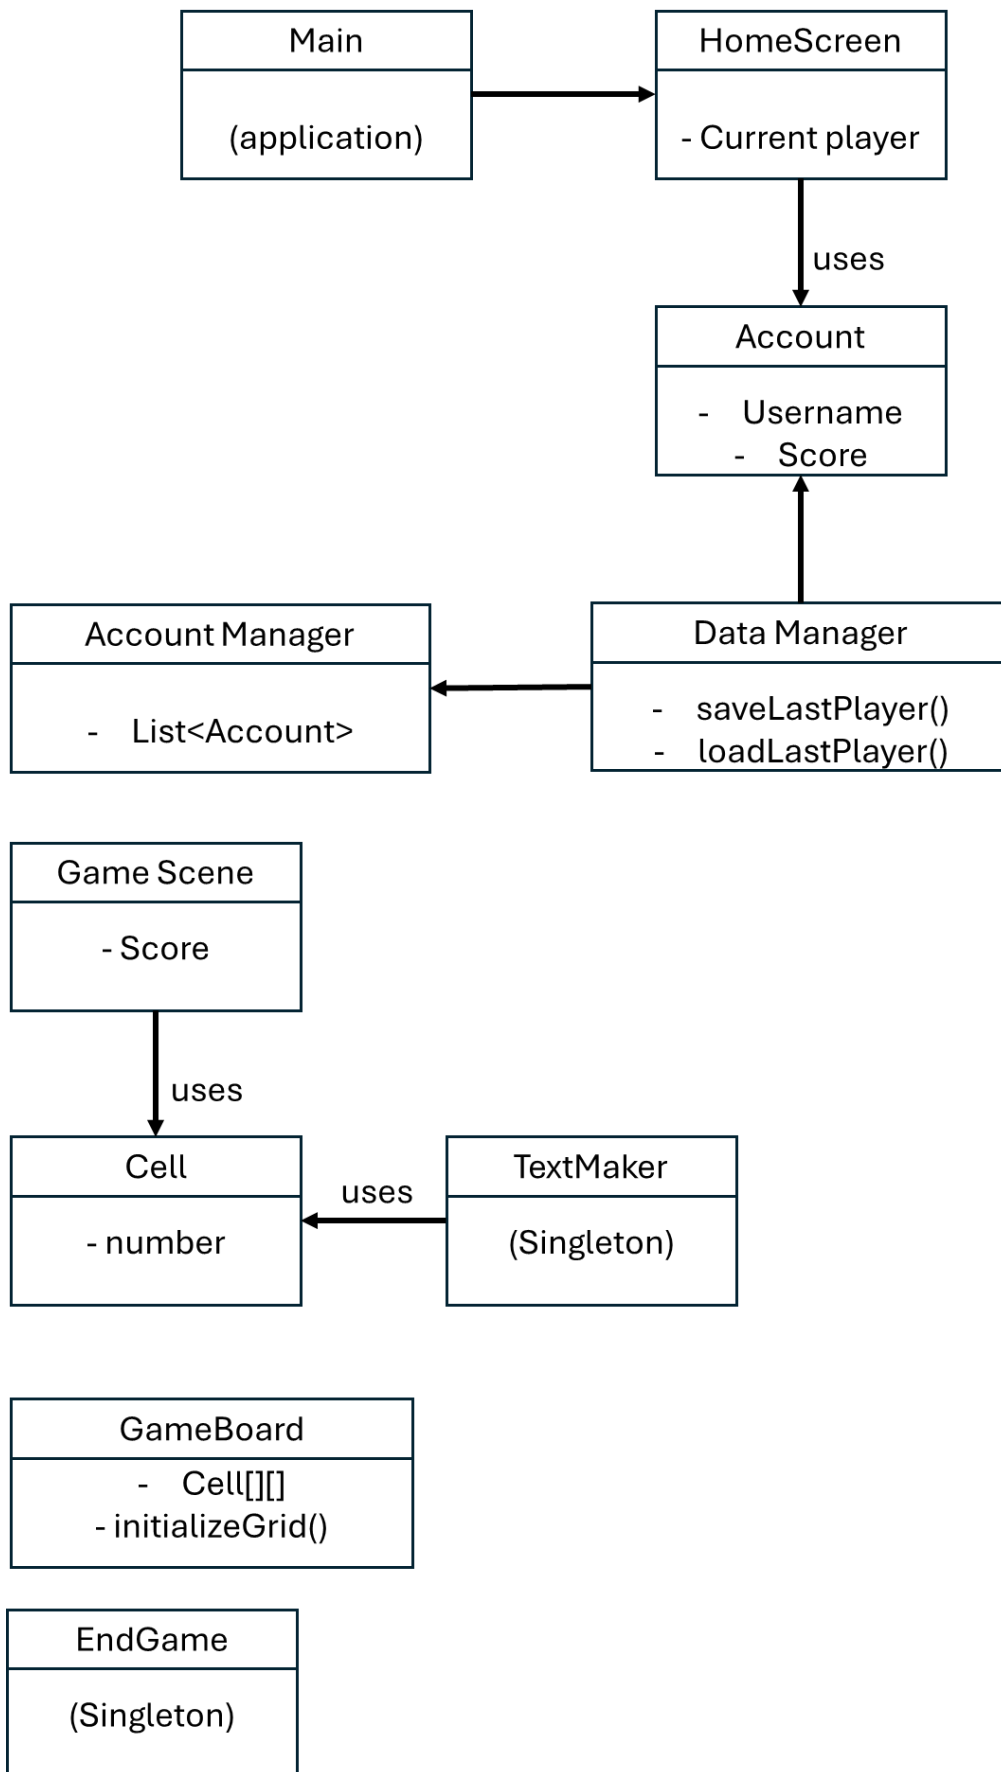 Main
(application)
HomeScreen
- Current player
uses
Account
- Username
- Score
Account Manager
- List<Account>
Data Manager
- saveLastPlayer()
- loadLastPlayer()
Game Scene
- Score
uses
Cell
- number
uses
TextMaker
(Singleton)
GameBoard
- Cell[][]
- initializeGrid()
EndGame
(Singleton)